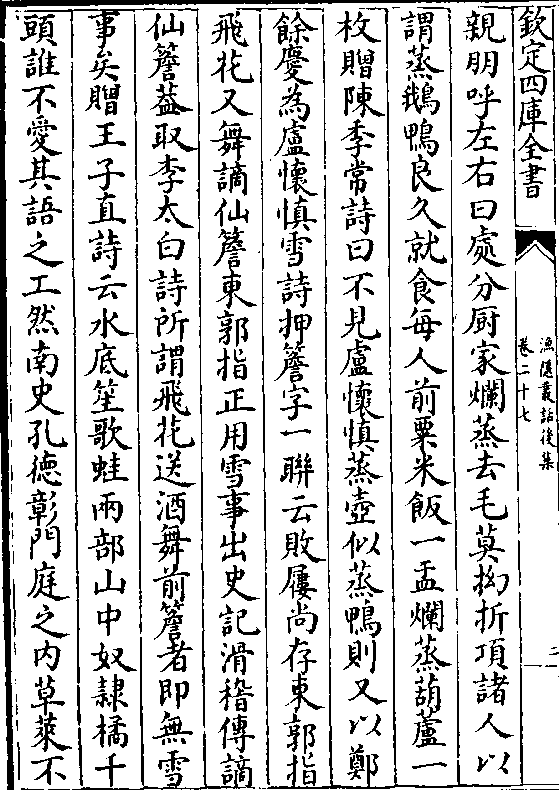 欽定四庫全書
漁隱叢話後集
卷二十七
二
親朋呼左右曰處分厨家爛蒸去毛莫拗折項諸人以
謂蒸鵝鴨良久就食每人前粟米飯一盂爛蒸葫蘆一
枚贈陳季常詩曰不見盧懷慎蒸壺似蒸鴨則又以鄭
餘慶為盧懷慎雪詩押簷字一聯云敗屨尚存東郭指
飛花又舞謫仙簷東郭指正用雪事出史記滑稽傳謫
仙簷葢取李太白詩所謂飛花送酒舞前簷者即無雪
事矣贈王子直詩云水底笙歌蛙兩部山中奴隸橘千
頭誰不愛其語之工然南史孔德彰門庭之内草萊不